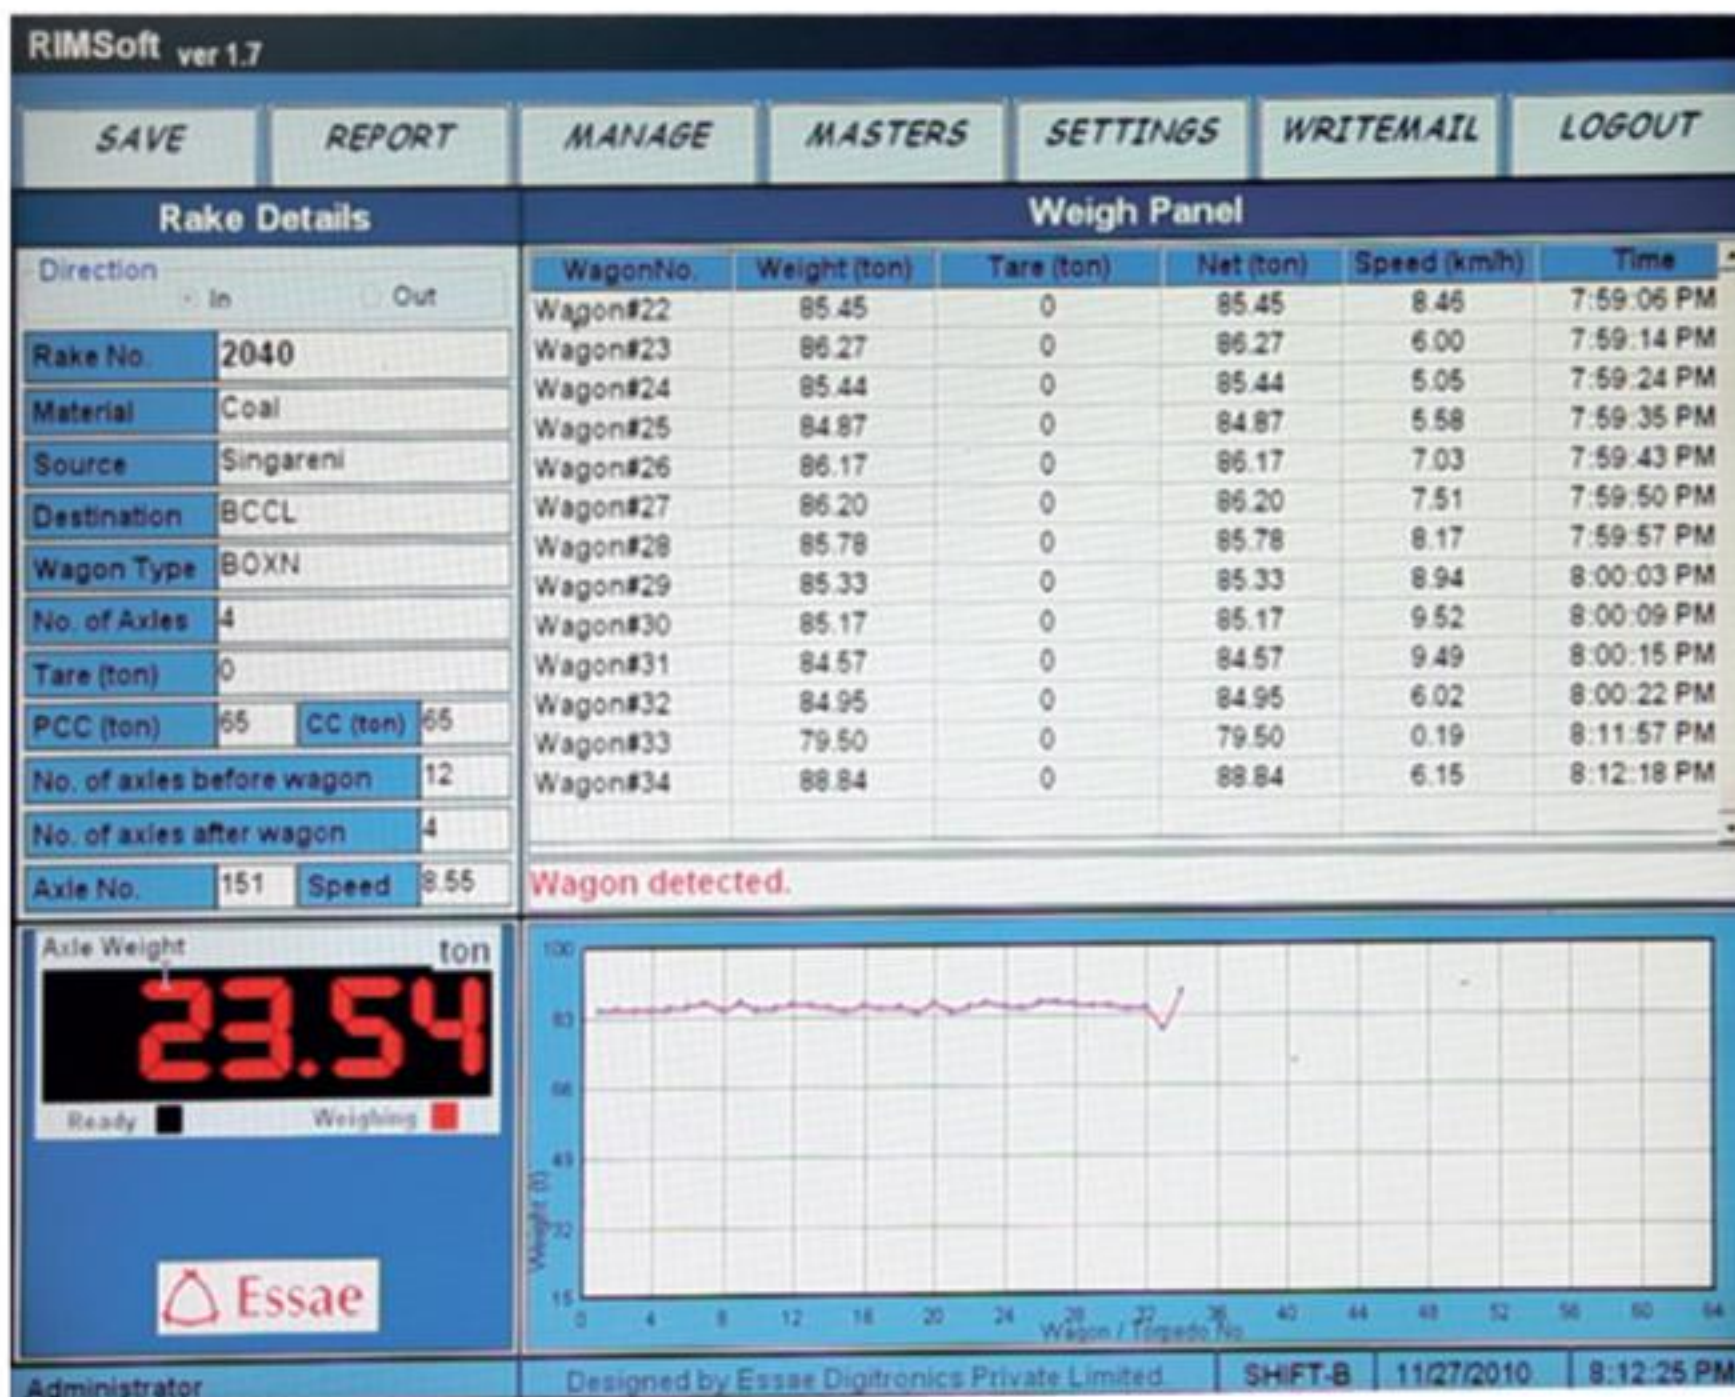 RIMSoft ver 1.7
SAVE REPORT MANAGE MASTERS SETTINGS WRITEMAIL LOGOUT
Rake Details
Direction
In Out
Rake No. 2040
Material Coal
Source Singareni
Destination BCCL
Wagon Type BOXN
No. of Axles 4
Tare (ton) 0
PCC (ton) 65 CC (ton) 65
No. of axles before wagon 12
No. of axles after wagon 4
Axle No. 151 Speed 8.55
Weigh Panel
WagonNo. Weight (ton) Tare (ton) Net (ton) Speed (km/h) Time
Wagon#22 85.45 0 85.45 8.46 7:59:06 PM
Wagon#23 86.27 0 86.27 6.00 7:59:14 PM
Wagon#24 85.44 0 85.44 5.05 7:59:24 PM
Wagon#25 84.87 0 84.87 5.58 7:59:35 PM
Wagon#26 86.17 0 86.17 7.03 7:59:43 PM
Wagon#27 86.20 0 86.20 7.51 7:59:50 PM
Wagon#28 85.78 0 85.78 8.17 7:59:57 PM
Wagon#29 85.33 0 85.33 8.94 8:00:03 PM
Wagon#30 85.17 0 85.17 9.52 8:00:09 PM
Wagon#31 84.57 0 84.57 9.49 8:00:15 PM
Wagon#32 84.95 0 84.95 6.02 8:00:22 PM
Wagon#33 79.50 0 79.50 0.19 8:11:57 PM
Wagon#34 88.84 0 88.84 6.15 8:12:18 PM
Wagon detected.
Axle Weight ton
23.54
Ready Weighing
Essae
100
83
66
49
32
15
Weight (t)
0 4 8 12 16 20 24 28 32 36 40 44 48 52 56 60 64
Wagon / Torpedo No
Administrator Designed by Essae Digitronics Private Limited. SHIFT-B 11/27/2010 8:12:25 PM